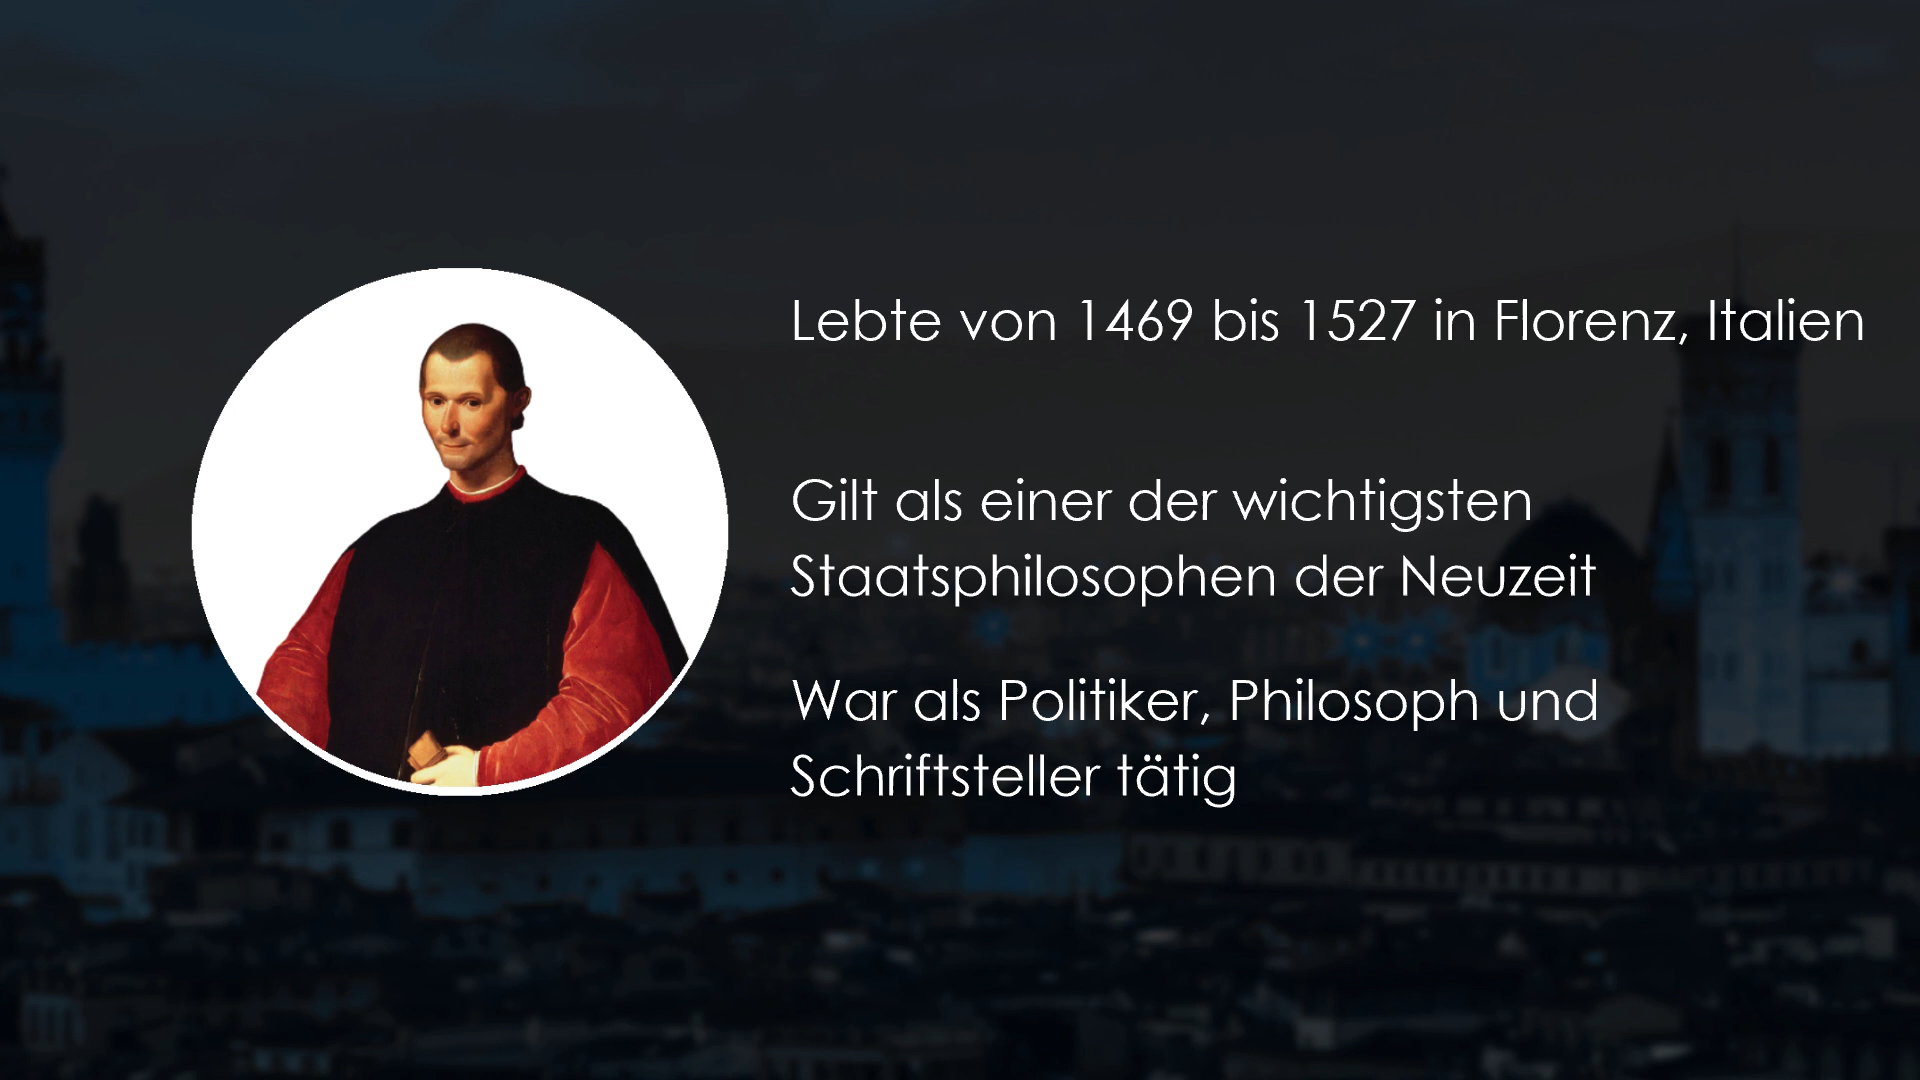 Lebte von 1469 bis 1527 in Florenz, Italien
Gilt als einer der wichtigsten
Staatsphilosophen der Neuzeit
War als Politiker, Philosoph und
Schriftsteller tätig